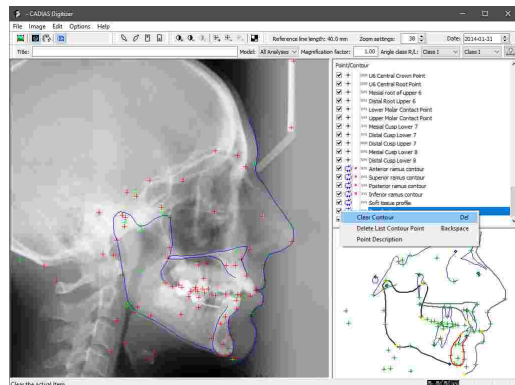 - CADIAS Digitizer
File Image Edit Options Help
Reference line length: 40.0 mm Zoom settings: 38 Date: 2014-01-31
Title: Model: All Analyses Magnification factor: 1.00 Angle class R/L: Class I Class I
Point/Contour
U6 Central Crown Point
U6 Central Root Point
Mesial root of upper 6
Distal Root Upper 6
Lower Molar Contact Point
Upper Molar Contact Point
Mesial Cusp Lower 7
Distal Cusp Lower 7
Distal Cusp Upper 7
Mesial Cusp Lower 8
Distal Cusp Lower 8
Anterior ramus contour
Superior ramus contour
Posterior ramus contour
Inferior ramus contour
Soft tissue profile
Clear Contour Del
Delete Last Contour Point Backspace
Point Description
Clear the actual item